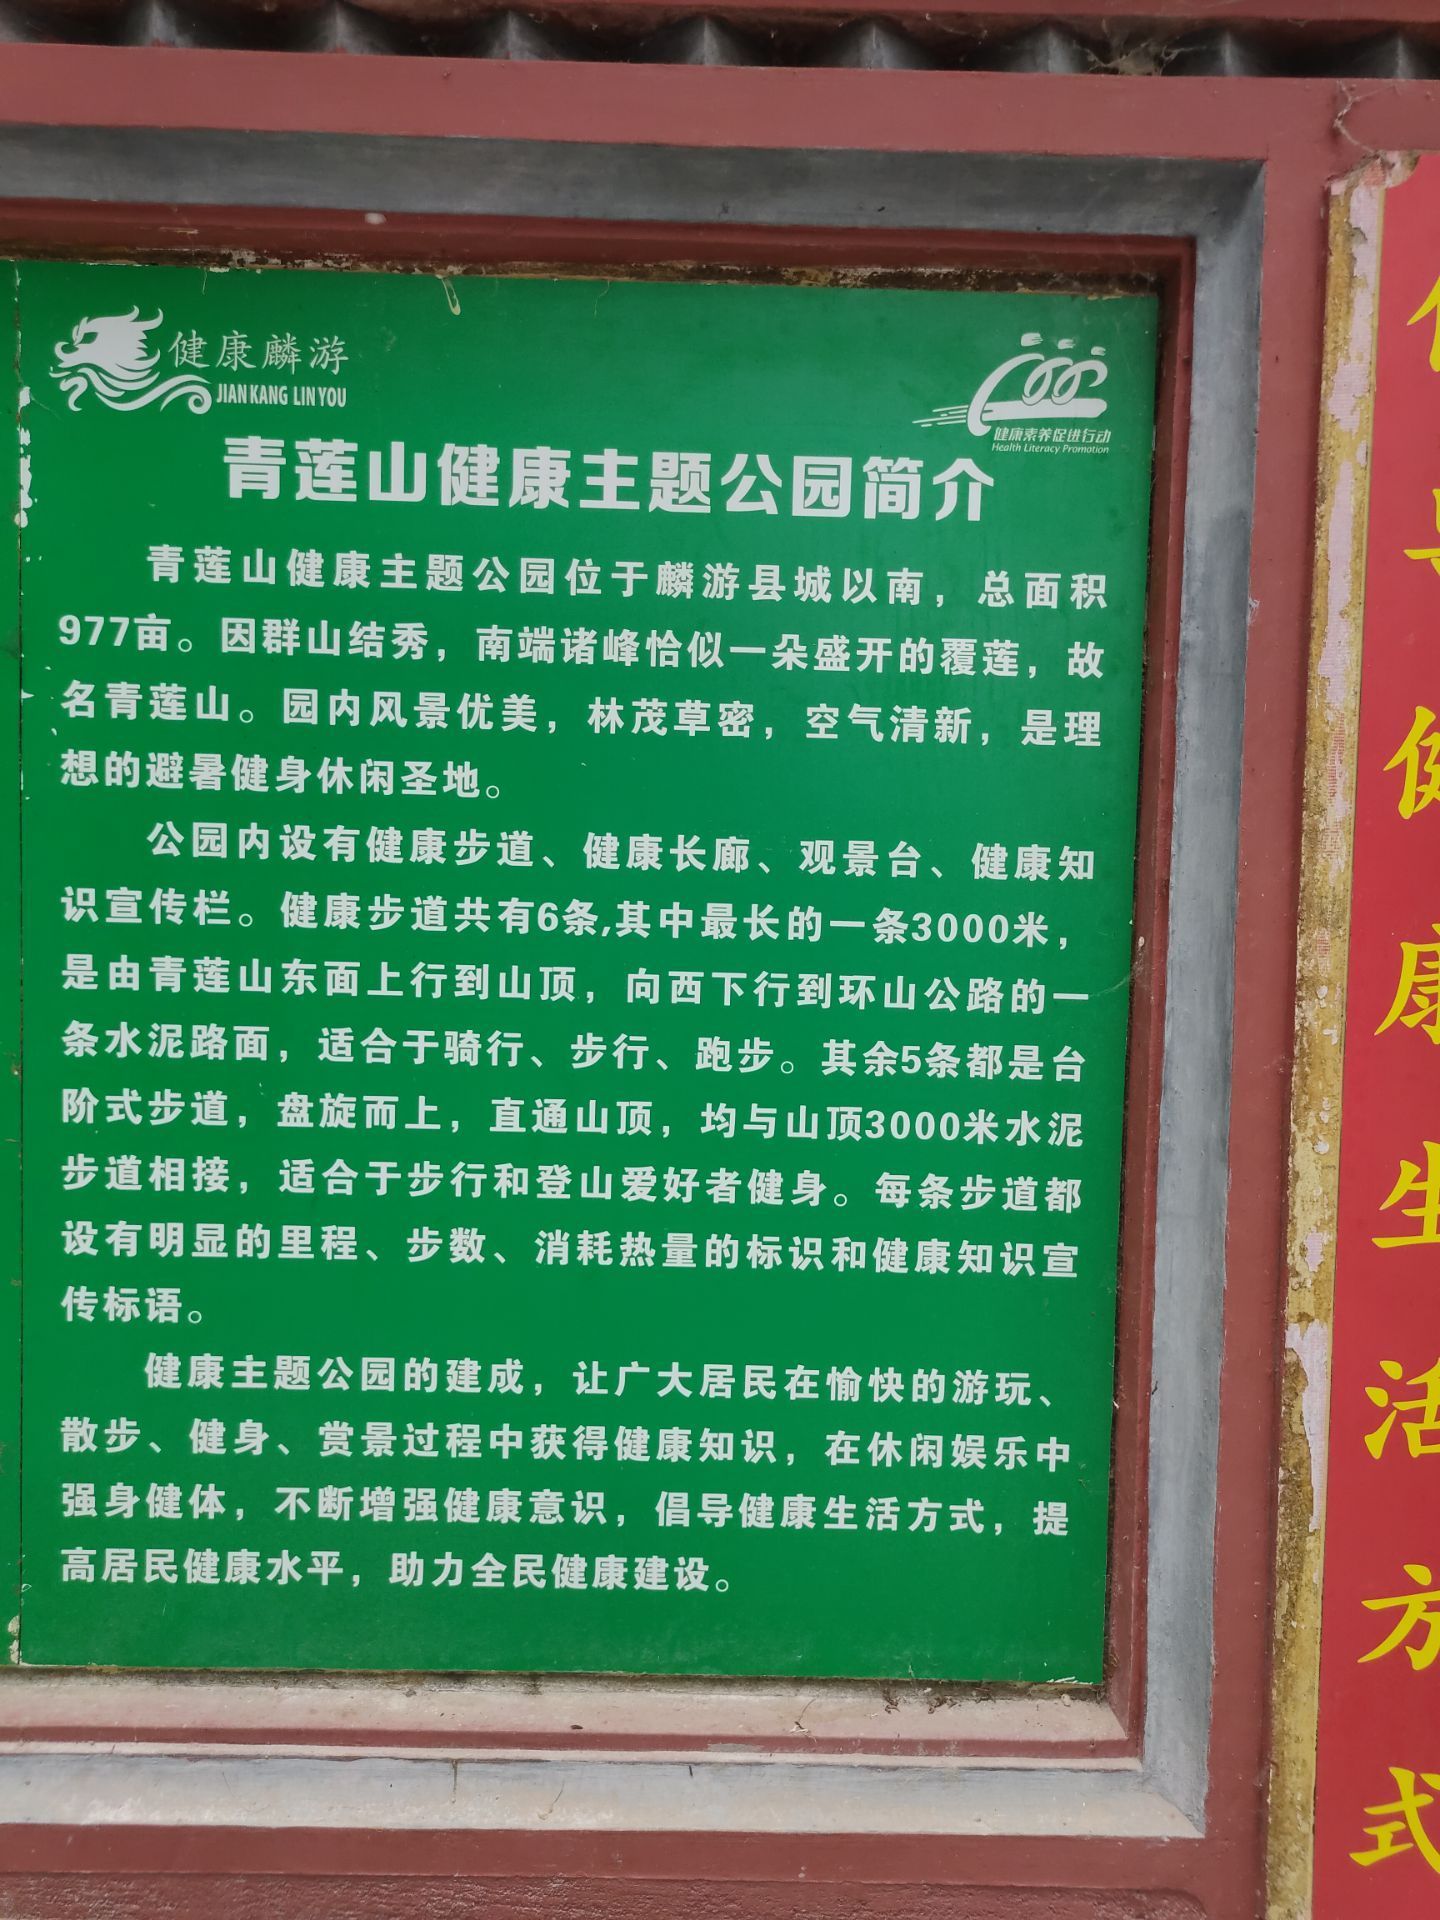 健康麟游
JIAN KANG LIN YOU
健康素养促进行动
Health Literacy Promotion
青莲山健康主题公园简介
青莲山健康主题公园位于麟游县城以南，总面积
977亩。因群山结秀，南端诸峰恰似一朵盛开的覆莲，故
名青莲山。园内风景优美，林茂草密，空气清新，是理
想的避暑健身休闲圣地。
公园内设有健康步道、健康长廊、观景台、健康知
识宣传栏。健康步道共有6条,其中最长的一条3000米，
是由青莲山东面上行到山顶，向西下行到环山公路的一
条水泥路面，适合于骑行、步行、跑步。其余5条都是台
阶式步道，盘旋而上，直通山顶，均与山顶3000米水泥
步道相接，适合于步行和登山爱好者健身。每条步道都
设有明显的里程、步数、消耗热量的标识和健康知识宣
传标语。
健康主题公园的建成，让广大居民在愉快的游玩、
散步、健身、赏景过程中获得健康知识，在休闲娱乐中
强身健体，不断增强健康意识，倡导健康生活方式，提
高居民健康水平，助力全民健康建设。
健康生活方式